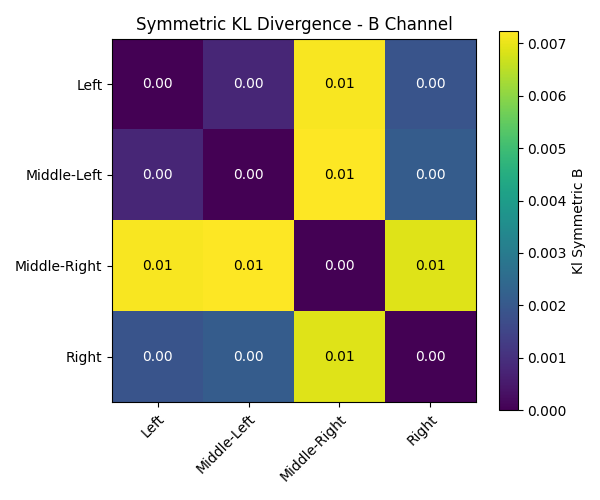 Symmetric KL Divergence - B Channel
Left 0.00 0.00 0.01 0.00
Middle-Left 0.00 0.00 0.01 0.00
Middle-Right 0.01 0.01 0.00 0.01
Right 0.00 0.00 0.01 0.00
Left Middle-Left Middle-Right Right
0.007
0.006
0.005
0.004
0.003
0.002
0.001
0.000
Kl Symmetric B